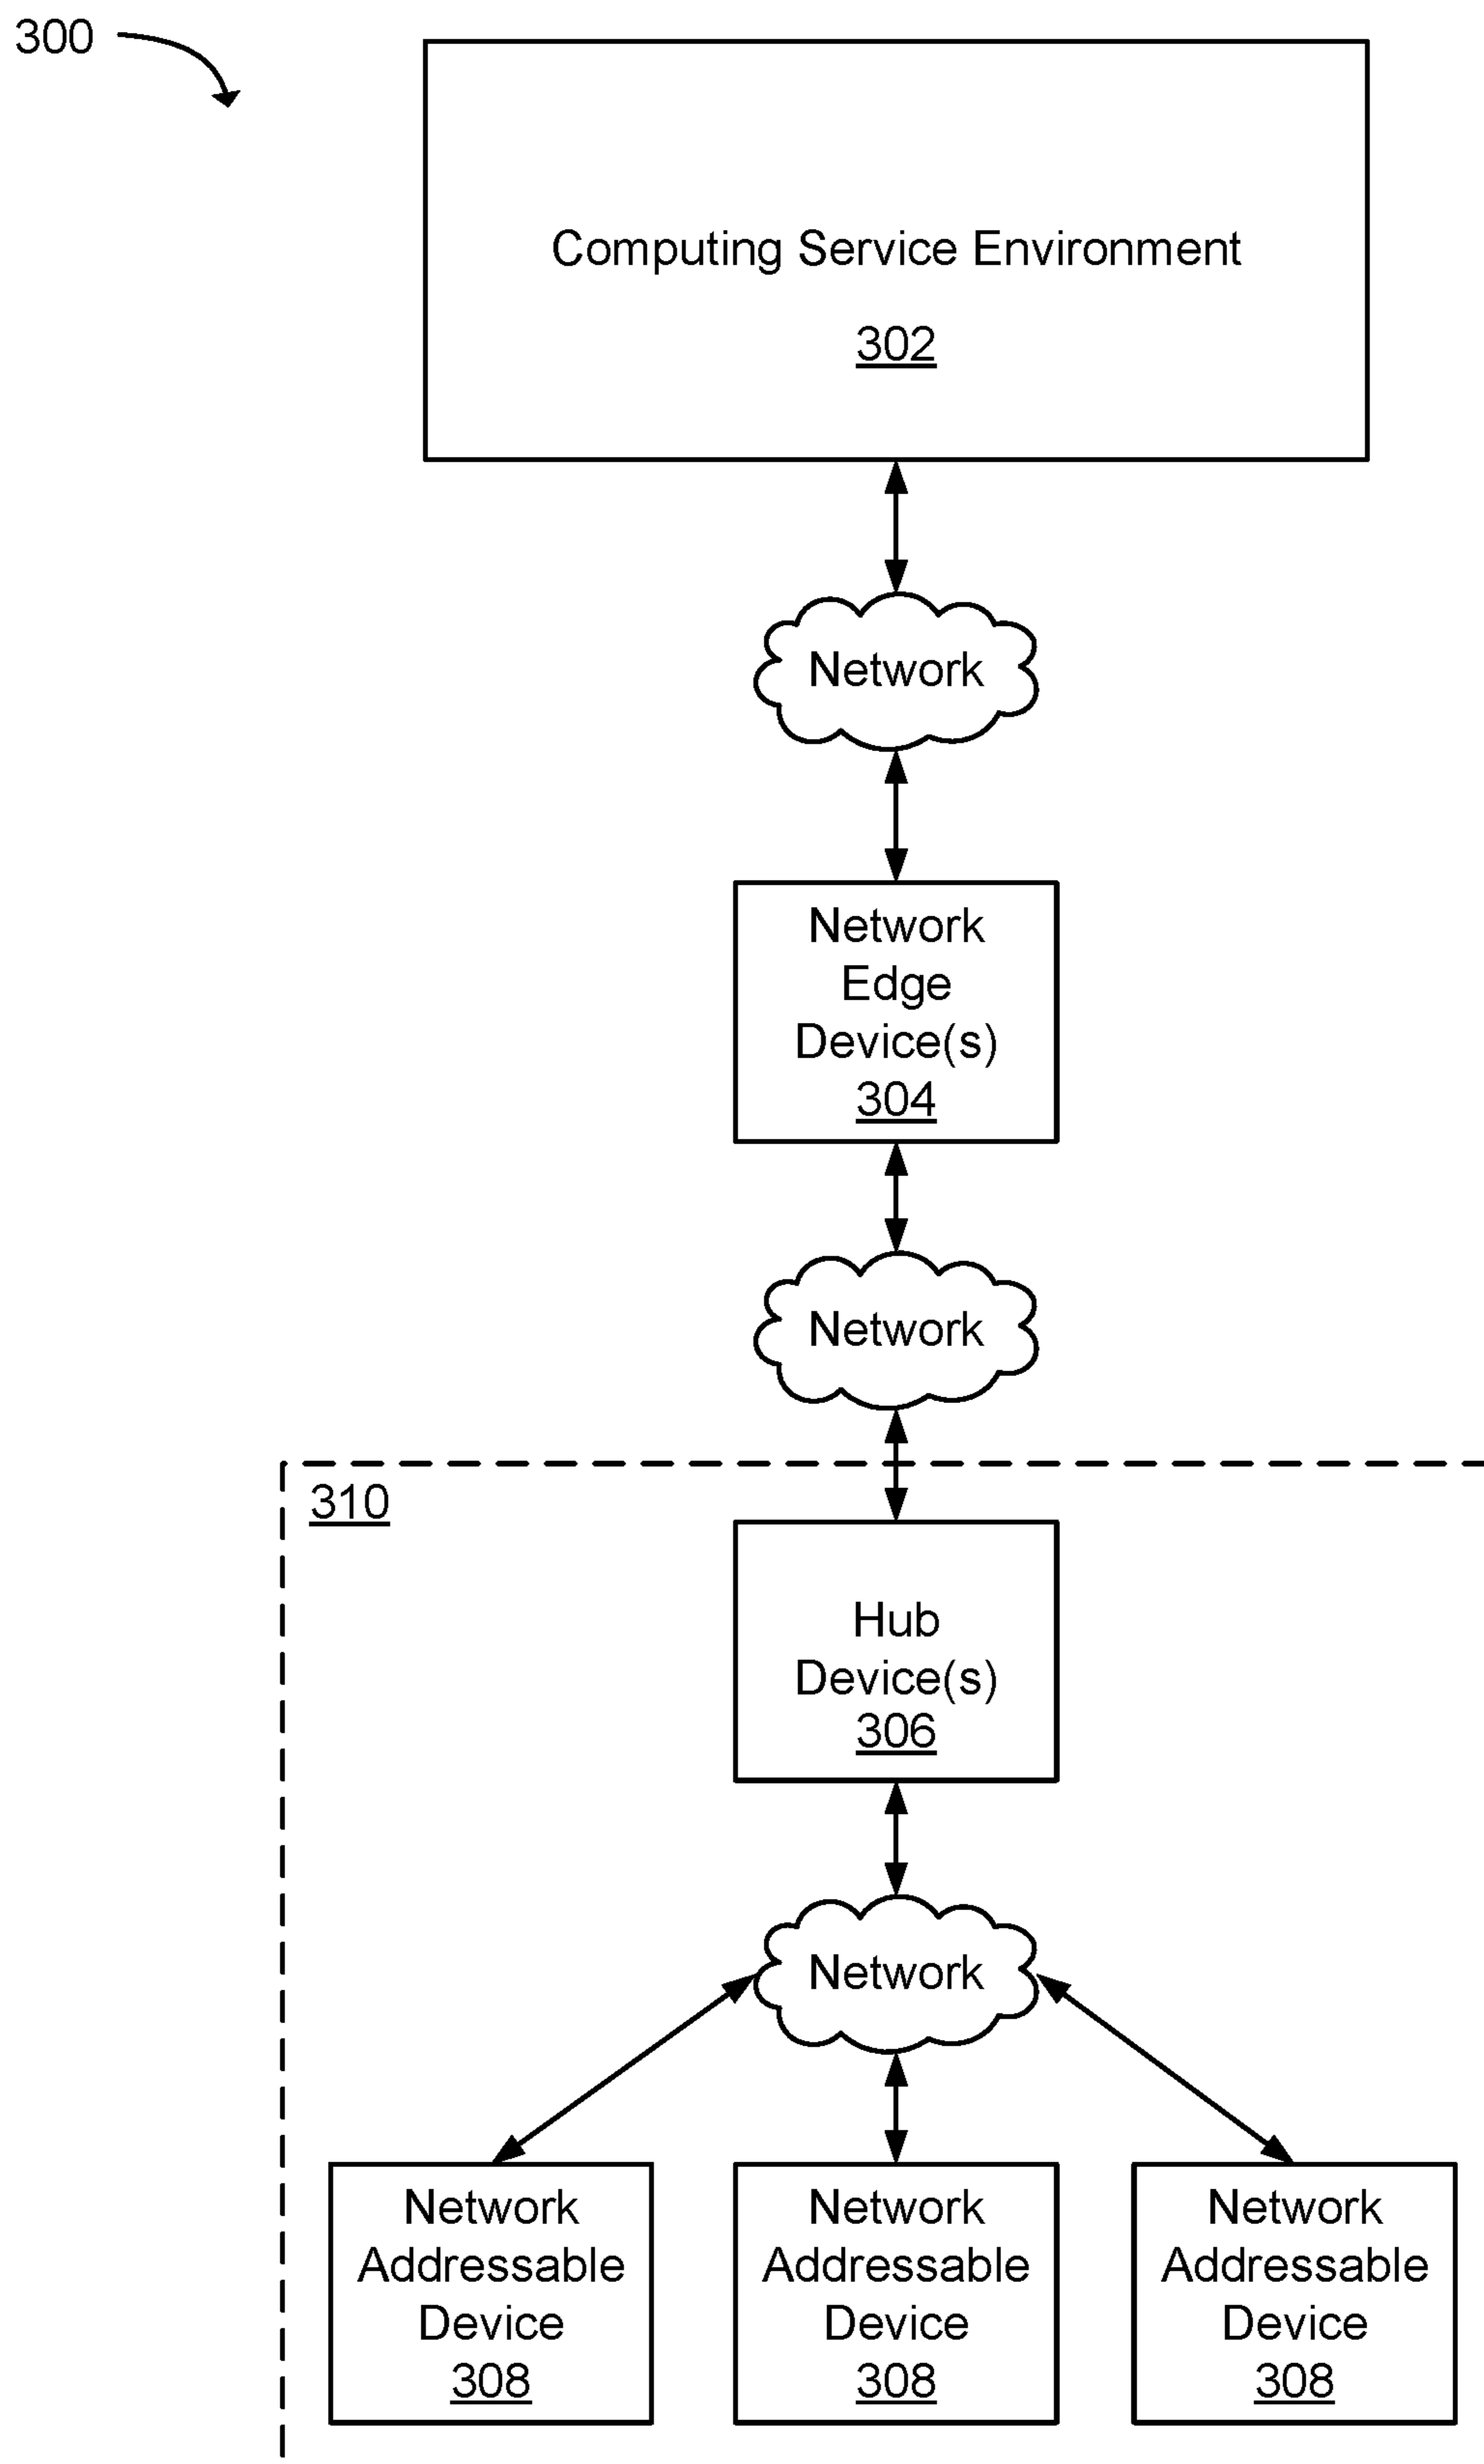 300
Computing Service Environment
302
Network
Network
Edge
Device(s)
304
Network
310
Hub
Device(s)
306
Network
Network
Addressable
Device
308
Network
Addressable
Device
308
Network
Addressable
Device
308